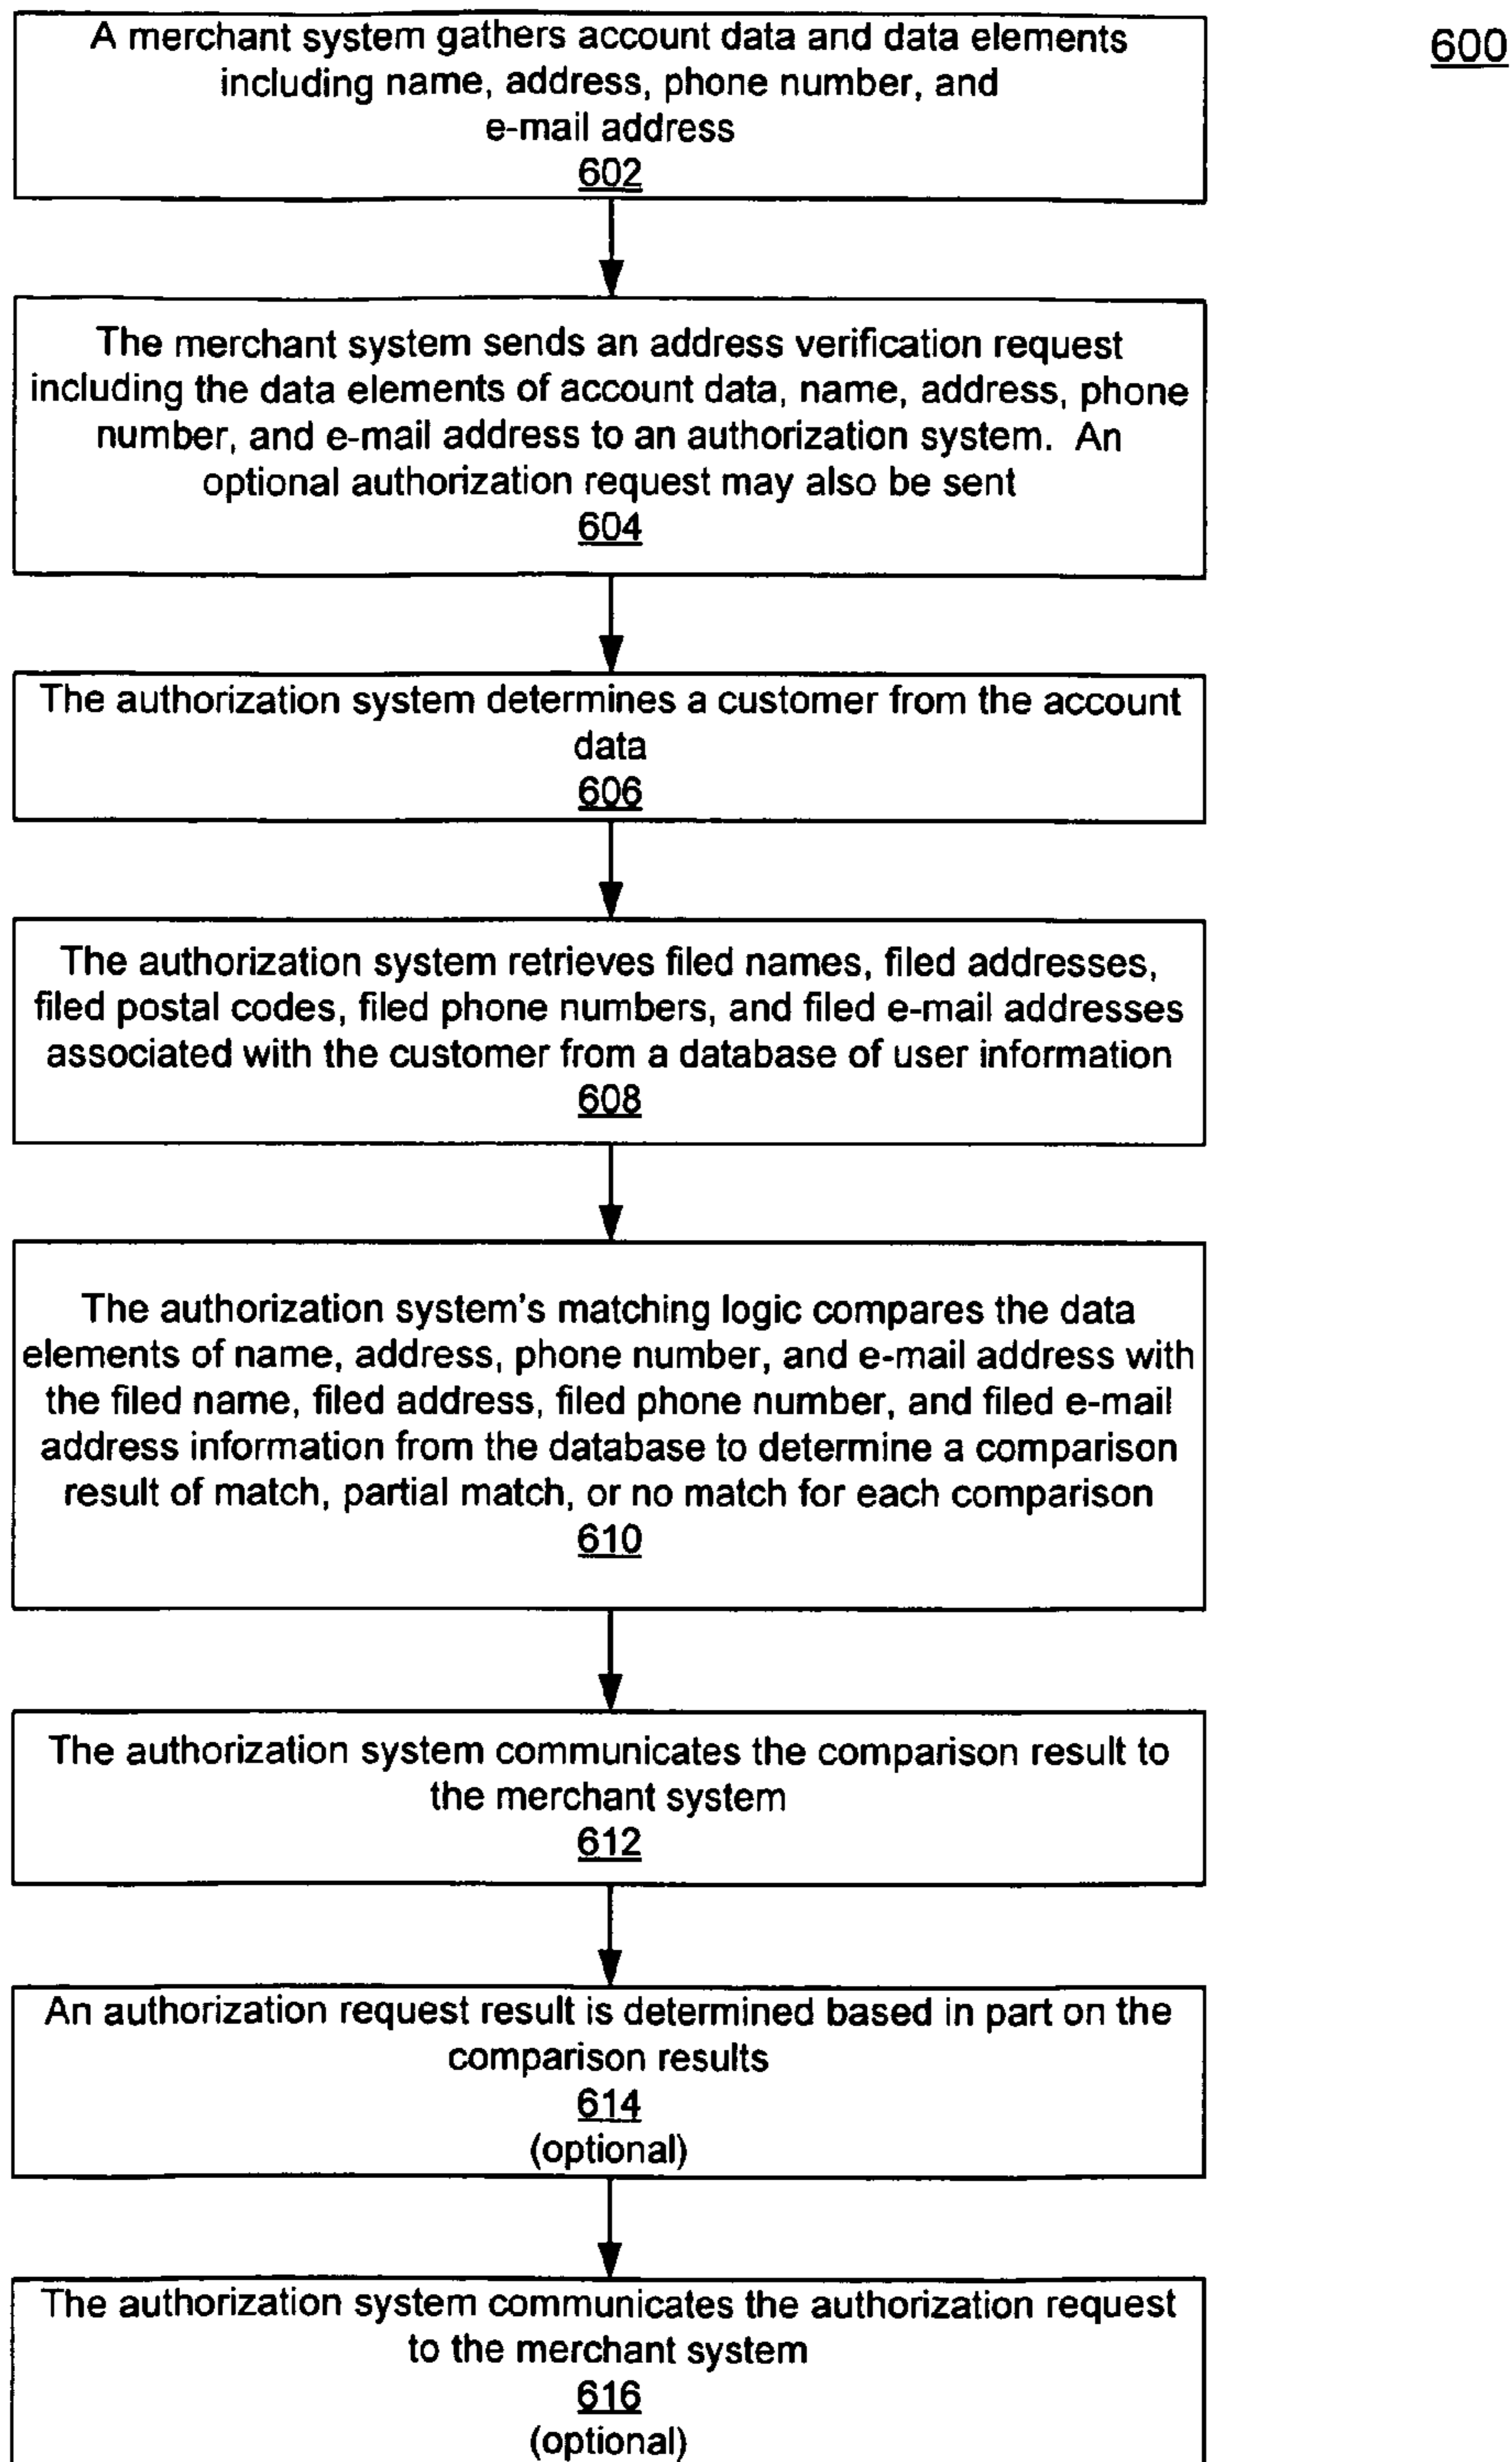 600
A merchant system gathers account data and data elements
including name, address, phone number, and
e-mail address
602
The merchant system sends an address verification request
including the data elements of account data, name, address, phone
number, and e-mail address to an authorization system. An
optional authorization request may also be sent
604
The authorization system determines a customer from the account
data
606
The authorization system retrieves filed names, filed addresses,
filed postal codes, filed phone numbers, and filed e-mail addresses
associated with the customer from a database of user information
608
The authorization system's matching logic compares the data
elements of name, address, phone number, and e-mail address with
the filed name, filed address, filed phone number, and filed e-mail
address information from the database to determine a comparison
result of match, partial match, or no match for each comparison
610
The authorization system communicates the comparison result to
the merchant system
612
An authorization request result is determined based in part on the
comparison results
614
(optional)
The authorization system communicates the authorization request
to the merchant system
616
(optional)